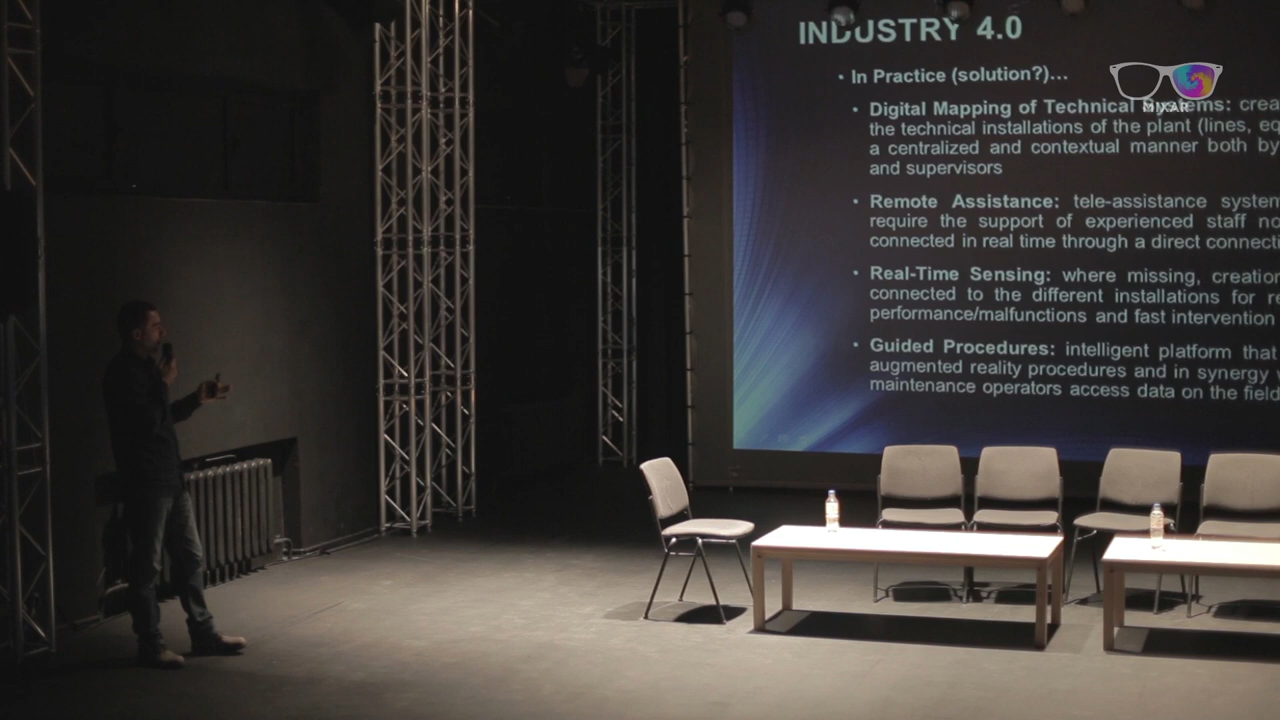 INDUSTRY 4.0
• In Practice (solution?)...
MIXAR
• Digital Mapping of Technical
the technical installations of the plant (lines,
a centralized and contextual manner both by
and supervisors
• Remote Assistance: tele-assistance
require the support of experienced staff
connected in real time through a direct
• Real-Time Sensing: where missing,
connected to the different installations for
performance/malfunctions and fast intervention
• Guided Procedures: intelligent platform that
augmented reality procedures and in synergy
maintenance operators access data on the field